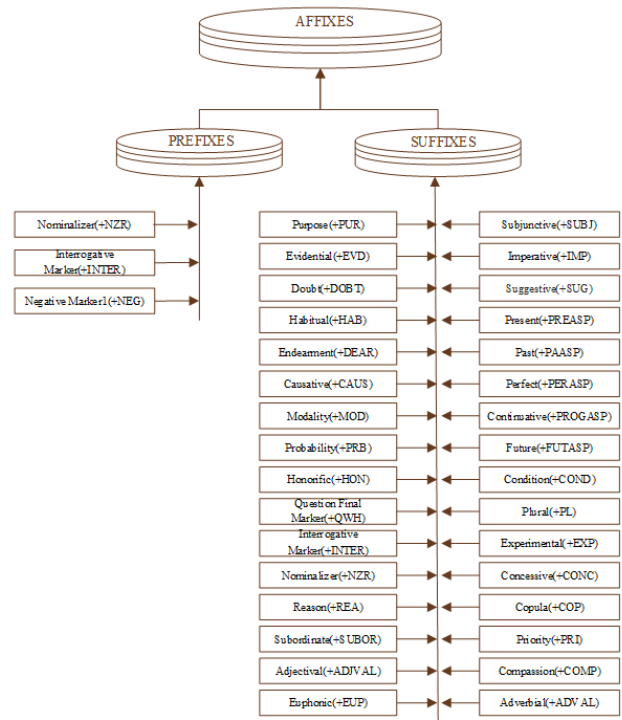 AFFIXES
PREFIXES
SUFFIXES
Nominalizer(+NZR)
Interrogative
Marker(+INTER)
Negative Marker1(+NEG)
Purpose(+PUR)
Evidential(+EVD)
Doubt(+DOBT)
Habitual(+HAB)
Endearment(+DEAR)
Causative(+CAUS)
Modality(+MOD)
Probability(+PRB)
Honorific(+HON)
Question Final
Marker(+QWH)
Interrogative
Marker(+INTER)
Nominalizer(+NZR)
Reason(+REA)
Subordinate(+SUBOR)
Adjectival(+ADJVAL)
Euphonic(+EUP)
Subjunctive(+SUBJ)
Imperative(+IMP)
Suggestive(+SUG)
Present(+PREASP)
Past(+PAASP)
Perfect(+PERASP)
Continuative(+PROGASP)
Future(+FUTASP)
Condition(+COND)
Plural(+PL)
Experimental(+EXP)
Concessive(+CONC)
Copula(+COP)
Priority(+PRI)
Compassion(+COMP)
Adverbial(+ADVAL)